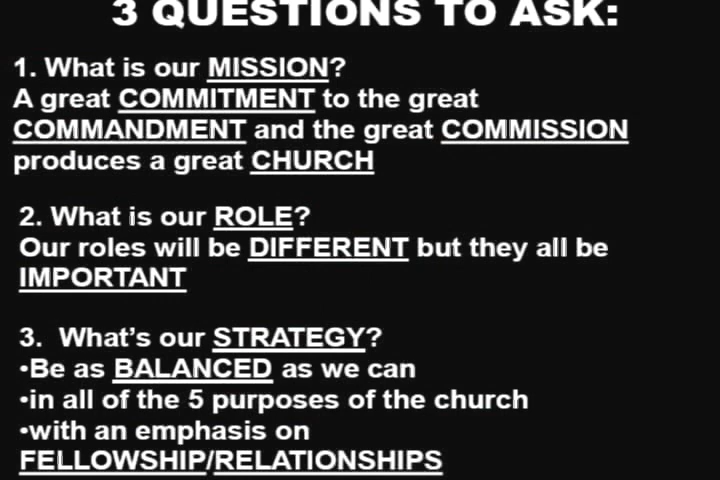 3 QUESTIONS TO ASK:
1. What is our MISSION?
A great COMMITMENT to the great
COMMANDMENT and the great COMMISSION
produces a great CHURCH
2. What is our ROLE?
Our roles will be DIFFERENT but they all be
IMPORTANT
3.  What’s our STRATEGY?
•Be as BALANCED as we can
•in all of the 5 purposes of the church
•with an emphasis on
FELLOWSHIP/RELATIONSHIPS